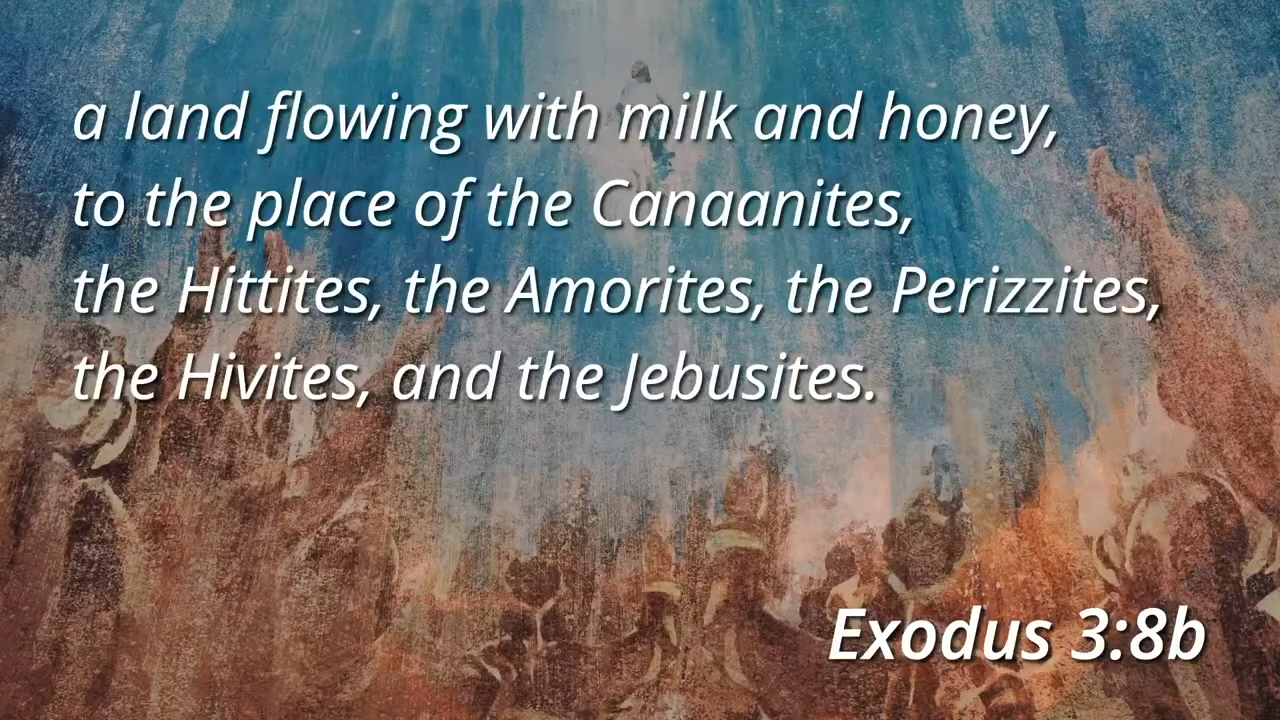 a land flowing with milk and honey,
to the place of the Canaanites,
the Hittites, the Amorites, the Perizzites,
the Hivites, and the Jebusites.
Exodus 3:8b